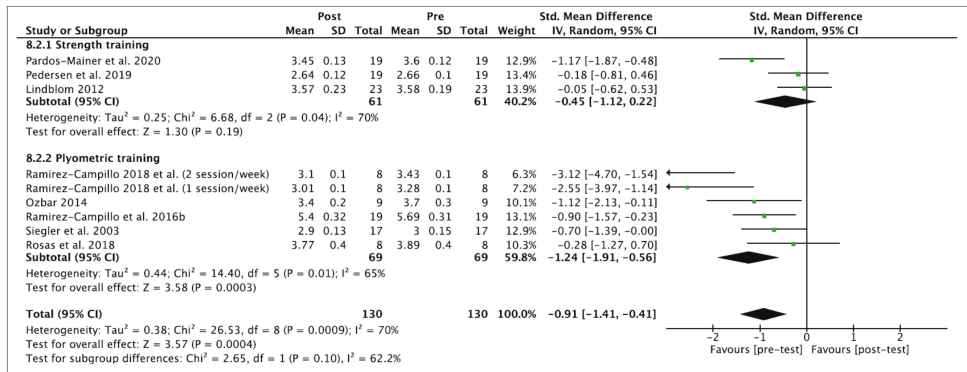 Post Pre Std. Mean Difference Std. Mean Difference
Study or Subgroup Mean SD Total Mean SD Total Weight IV, Random, 95% CI IV, Random, 95% CI
8.2.1 Strength training
Pardos-Mainer et al. 2020 3.45 0.13 19 3.6 0.12 19 12.9% -1.17 [-1.87, -0.48]
Pedersen et al. 2019 2.64 0.12 19 2.66 0.1 19 13.4% -0.18 [-0.81, 0.46]
Lindblom 2012 3.57 0.23 23 3.58 0.19 23 13.9% -0.05 [-0.62, 0.53]
Subtotal (95% CI) 61 61 40.2% -0.45 [-1.12, 0.22]
Heterogeneity: Tau² = 0.25; Chi² = 6.68, df = 2 (P = 0.04); I² = 70%
Test for overall effect: Z = 1.30 (P = 0.19)
8.2.2 Plyometric training
Ramirez-Campillo 2018 et al. (2 session/week) 3.1 0.1 8 3.43 0.1 8 6.3% -3.12 [-4.70, -1.54]
Ramirez-Campillo 2018 et al. (1 session/week) 3.01 0.1 8 3.28 0.1 8 7.2% -2.55 [-3.97, -1.14]
Ozbar 2014 3.4 0.2 9 3.7 0.3 9 10.0% -1.12 [-2.13, -0.11]
Ramirez-Campillo et al. 2016b 5.4 0.32 19 5.69 0.31 19 13.1% -0.90 [-1.57, -0.23]
Siegler et al. 2003 2.9 0.13 17 3 0.15 17 12.9% -0.70 [-1.39, -0.00]
Rosas et al. 2018 3.77 0.4 8 3.89 0.4 8 10.3% -0.28 [-1.27, 0.70]
Subtotal (95% CI) 69 69 59.8% -1.24 [-1.91, -0.56]
Heterogeneity: Tau² = 0.44; Chi² = 14.40, df = 5 (P = 0.01); I² = 65%
Test for overall effect: Z = 3.58 (P = 0.0003)
Total (95% CI) 130 130 100.0% -0.91 [-1.41, -0.41]
Heterogeneity: Tau² = 0.38; Chi² = 26.53, df = 8 (P = 0.0009); I² = 70%
Test for overall effect: Z = 3.57 (P = 0.0004)
Test for subgroup differences: Chi² = 2.65, df = 1 (P = 0.10), I² = 62.2%
-2 -1 0 1 2
Favours [pre-test] Favours [post-test]